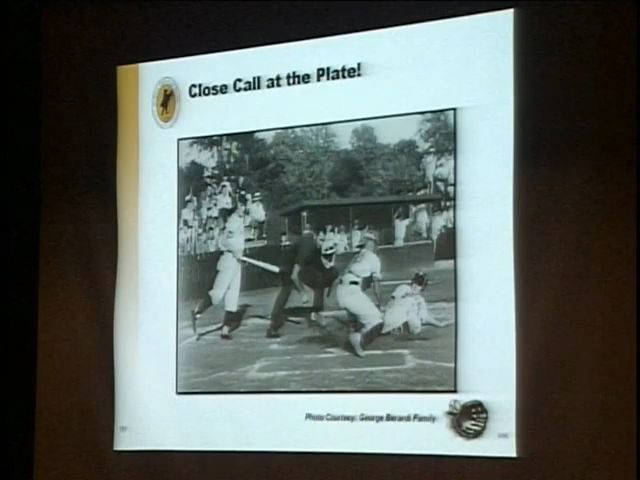 Close Call at the Plate!
Photo Courtesy: George Berardi Family